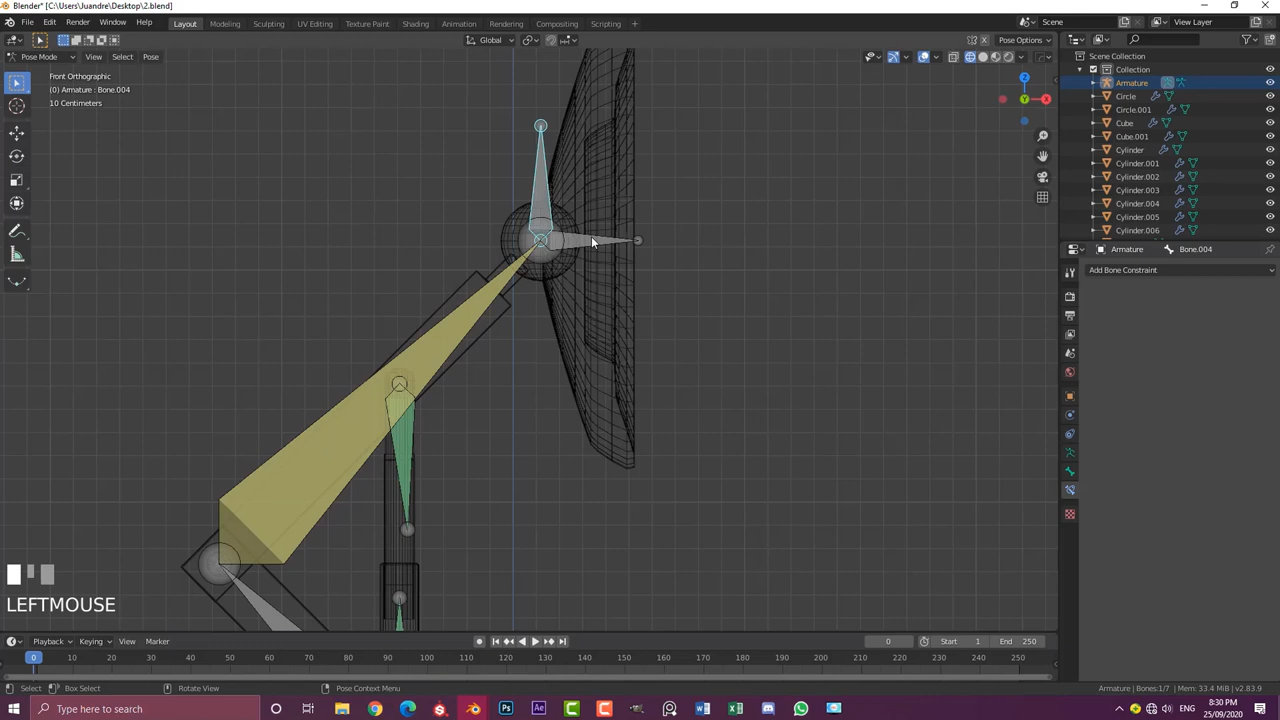 Blender* [C:\Users\Juandre\Desktop\2.blend]
File Edit Render Window Help Layout Modeling Sculpting UV Editing Texture Paint Shading Animation Rendering Compositing Scripting Scene View Layer
Global Pose Options
Pose Mode View Select Pose
Front Orthographic
(0) Armature : Bone.004
10 Centimeters
Z
X
Y
Scene Collection
Collection
Armature
Circle
Circle.001
Cube
Cube.001
Cylinder
Cylinder.001
Cylinder.002
Cylinder.003
Cylinder.004
Cylinder.005
Cylinder.006
Armature Bone.004
Add Bone Constraint
LEFTMOUSE
Playback Keying View Marker 0 Start 1 End 250
0 10 20 30 40 50 60 70 80 90 100 110 120 130 140 150 160 170 180 190 200 210 220 230 240 250
Select Box Select Rotate View Pose Context Menu Armature | Bones:1/7 | Mem: 33.4 MiB | v2.83.9
Type here to search
ENG
8:30 PM
25/09/2020